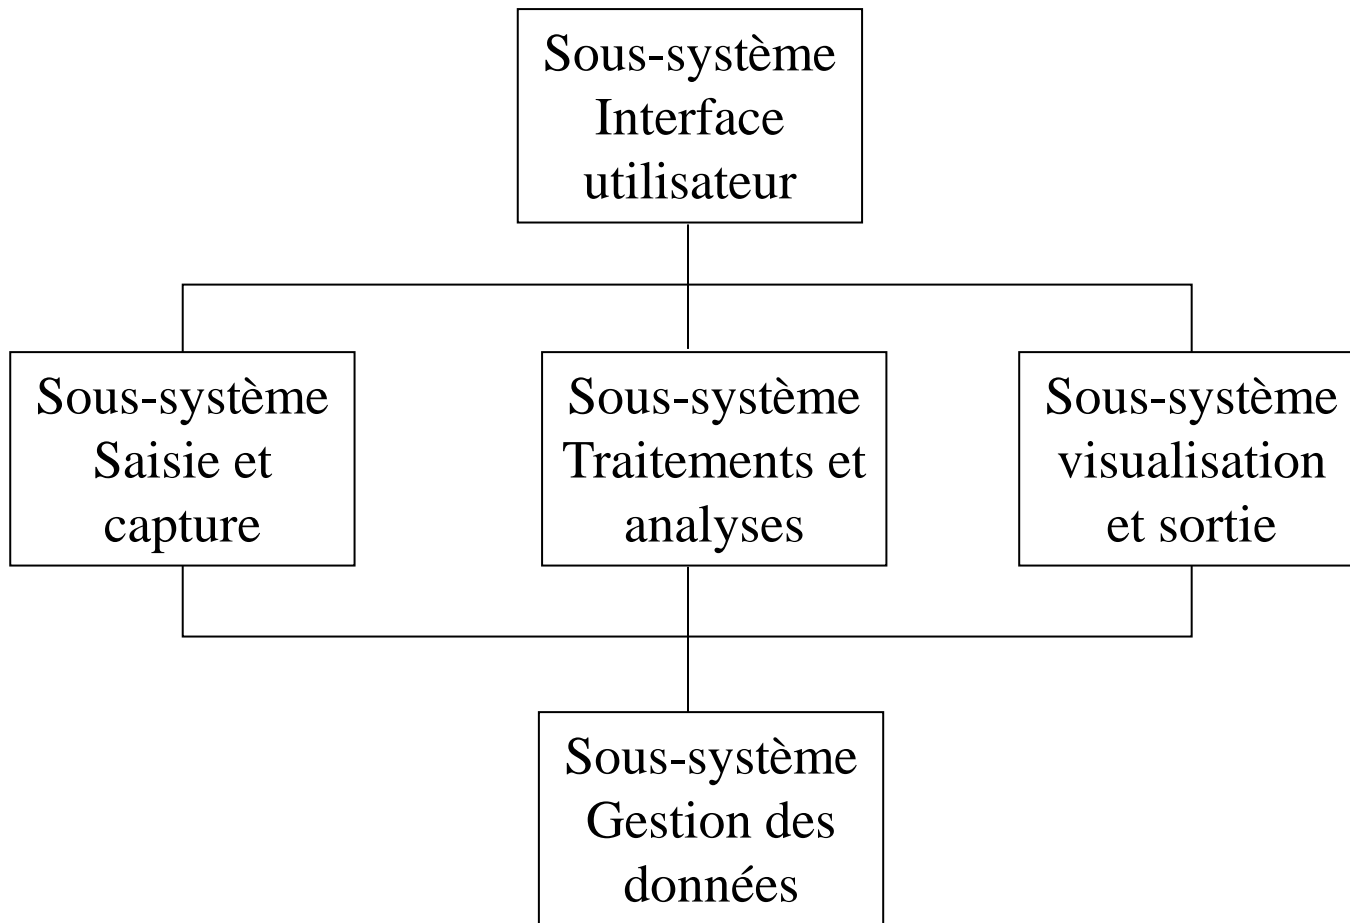 Sous-système
Interface
utilisateur
Sous-système
Saisie et
capture
Sous-système
Traitements et
analyses
Sous-système
visualisation
et sortie
Sous-système
Gestion des
données